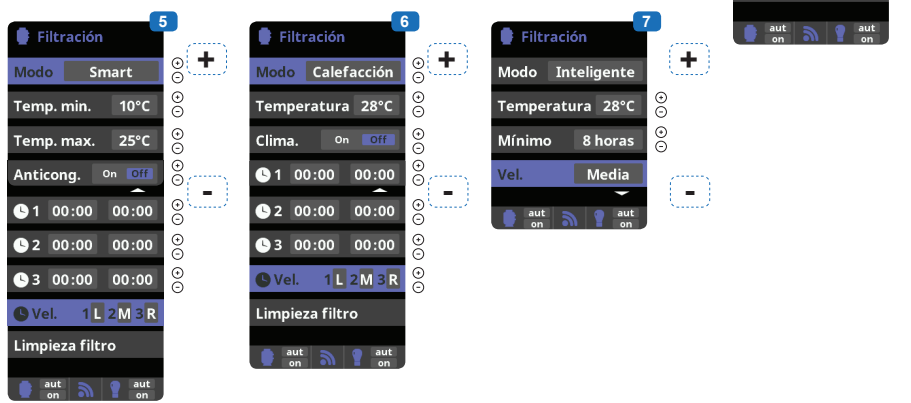 5
Filtración
Modo Smart
Temp. min. 10°C
Temp. max. 25°C
Anticong. On Off
1 00:00 00:00
2 00:00 00:00
3 00:00 00:00
Vel. 1 L 2 M 3 R
Limpieza filtro
aut on aut on
+
-
6
Filtración
Modo Calefacción
Temperatura 28°C
Clima. On Off
1 00:00 00:00
2 00:00 00:00
3 00:00 00:00
Vel. 1 L 2 M 3 R
Limpieza filtro
aut on aut on
+
-
7
Filtración
Modo Inteligente
Temperatura 28°C
Mínimo 8 horas
Vel. Media
aut on aut on
+
-
aut on aut on